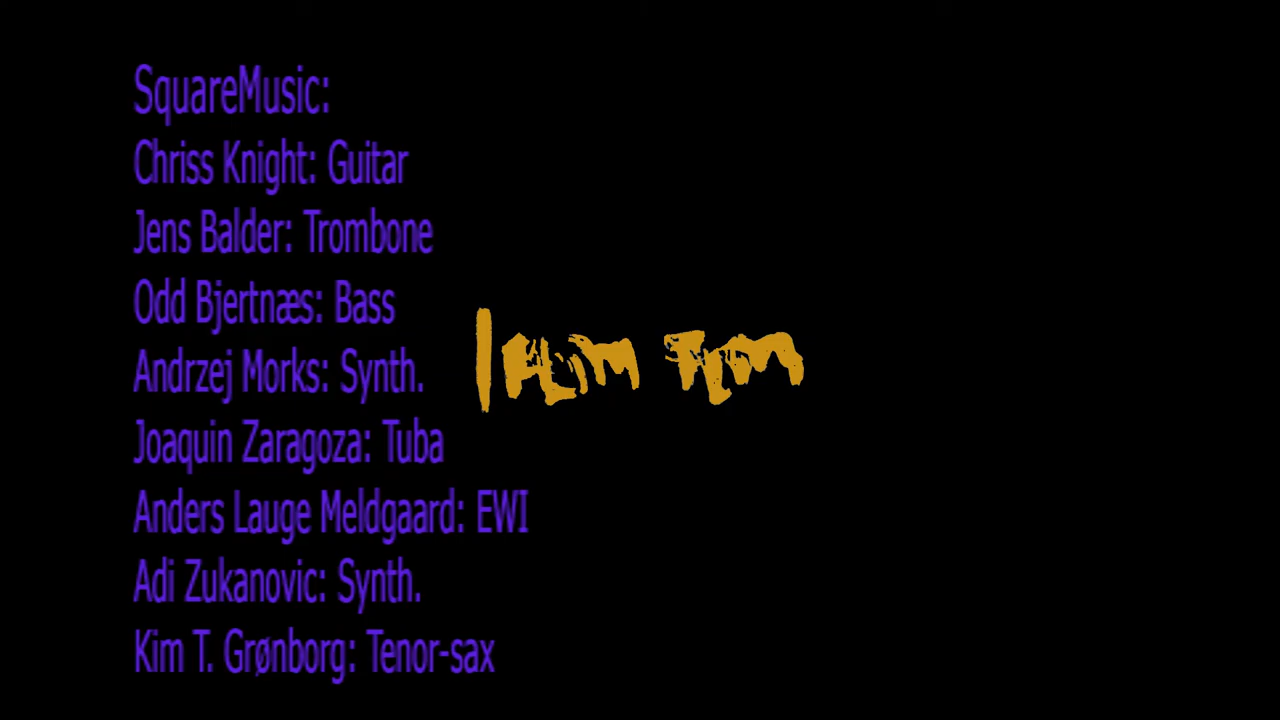 SquareMusic:
Chriss Knight: Guitar
Jens Balder: Trombone
Odd Bjertnæs: Bass
Andrzej Morks: Synth.
Joaquin Zaragoza: Tuba
Anders Lauge Meldgaard: EWI
Adi Zukanovic: Synth.
Kim T. Grønborg: Tenor-sax